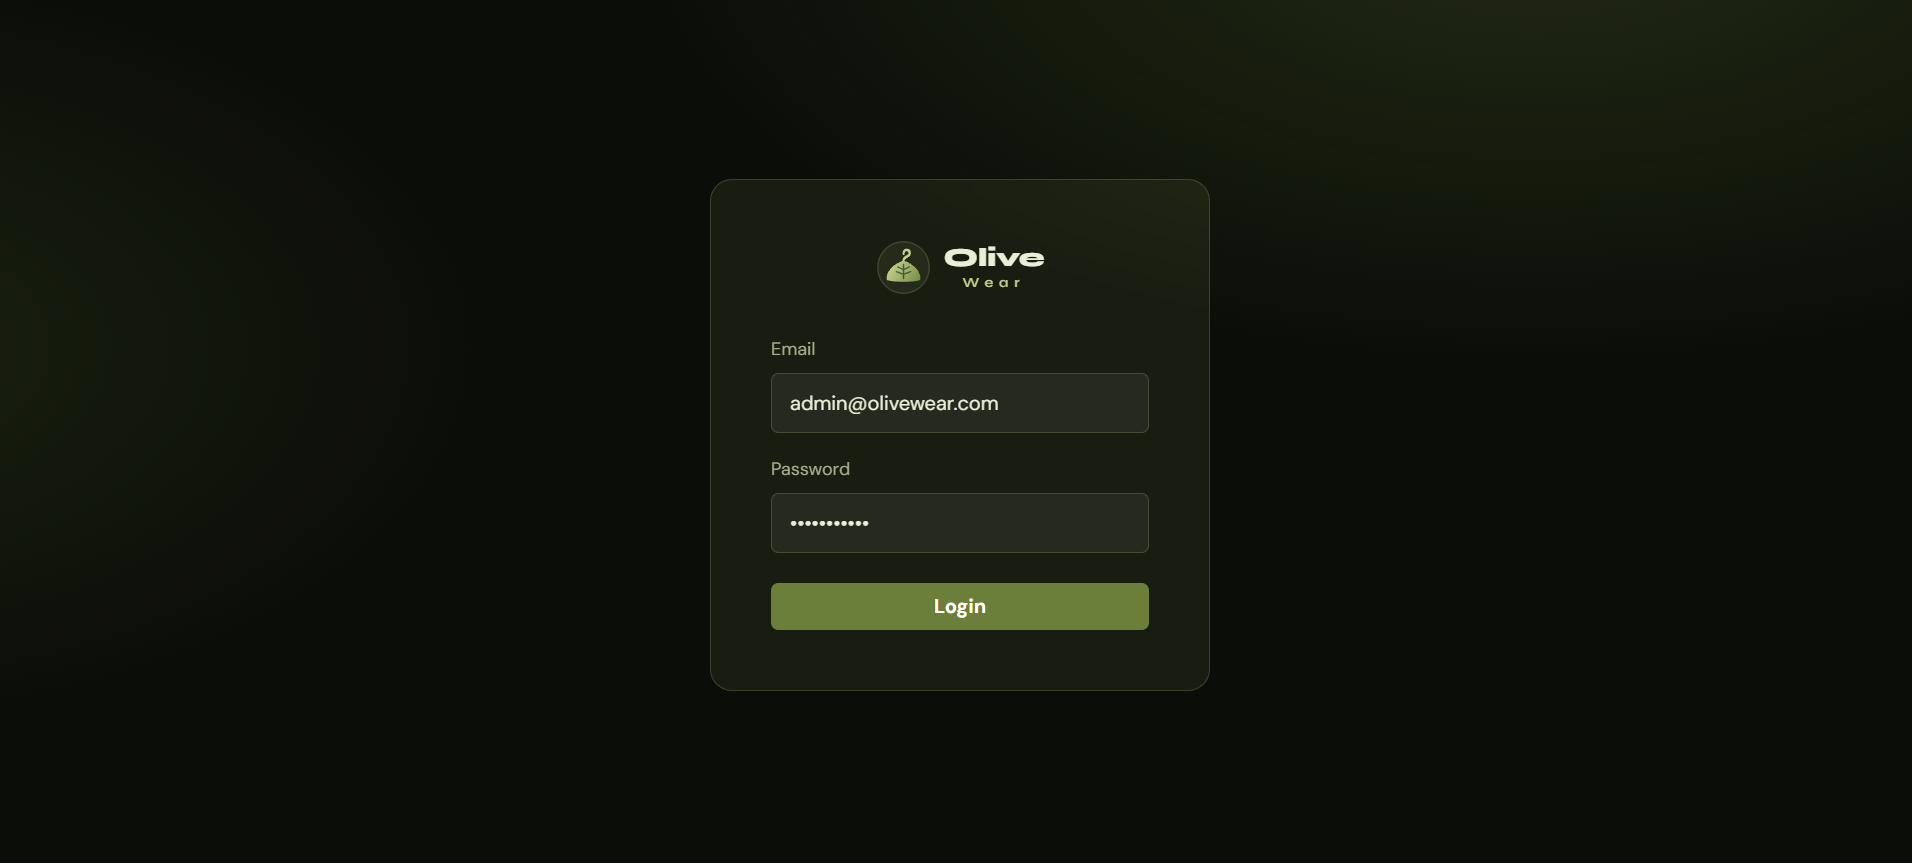 Olive
Wear
Email
admin@olivewear.com
Password
•••••••••••
Login